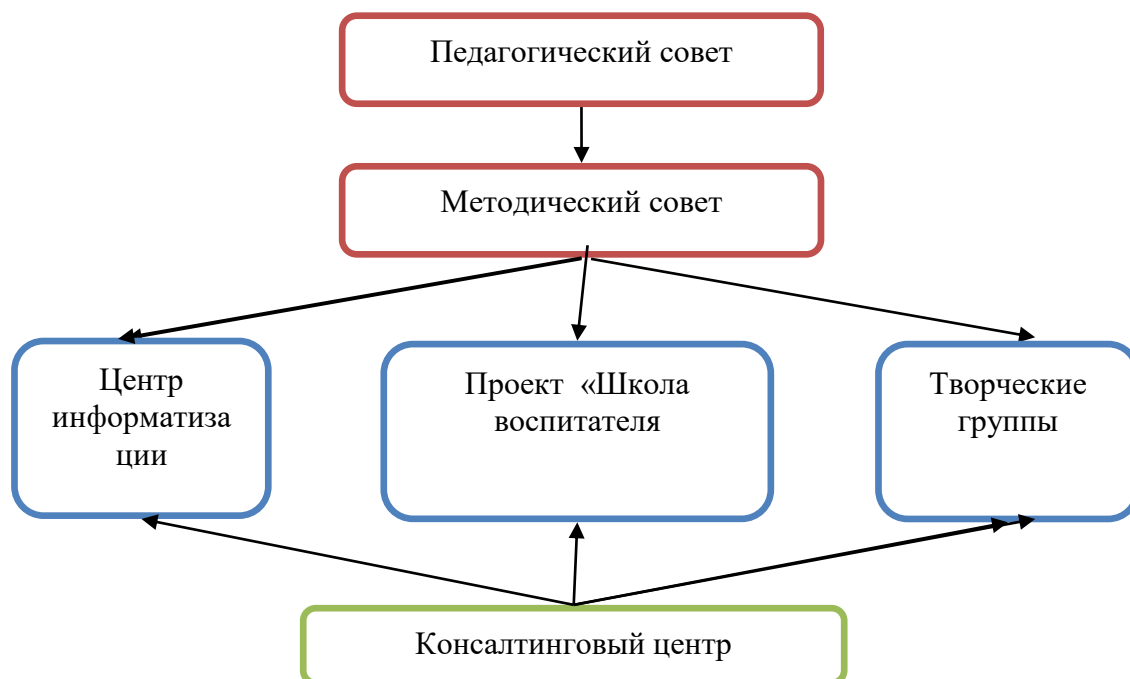 Педагогический совет
Методический совет
Центр
информатиза
ции
Проект «Школа
воспитателя
Творческие
группы
Консалтинговый центр